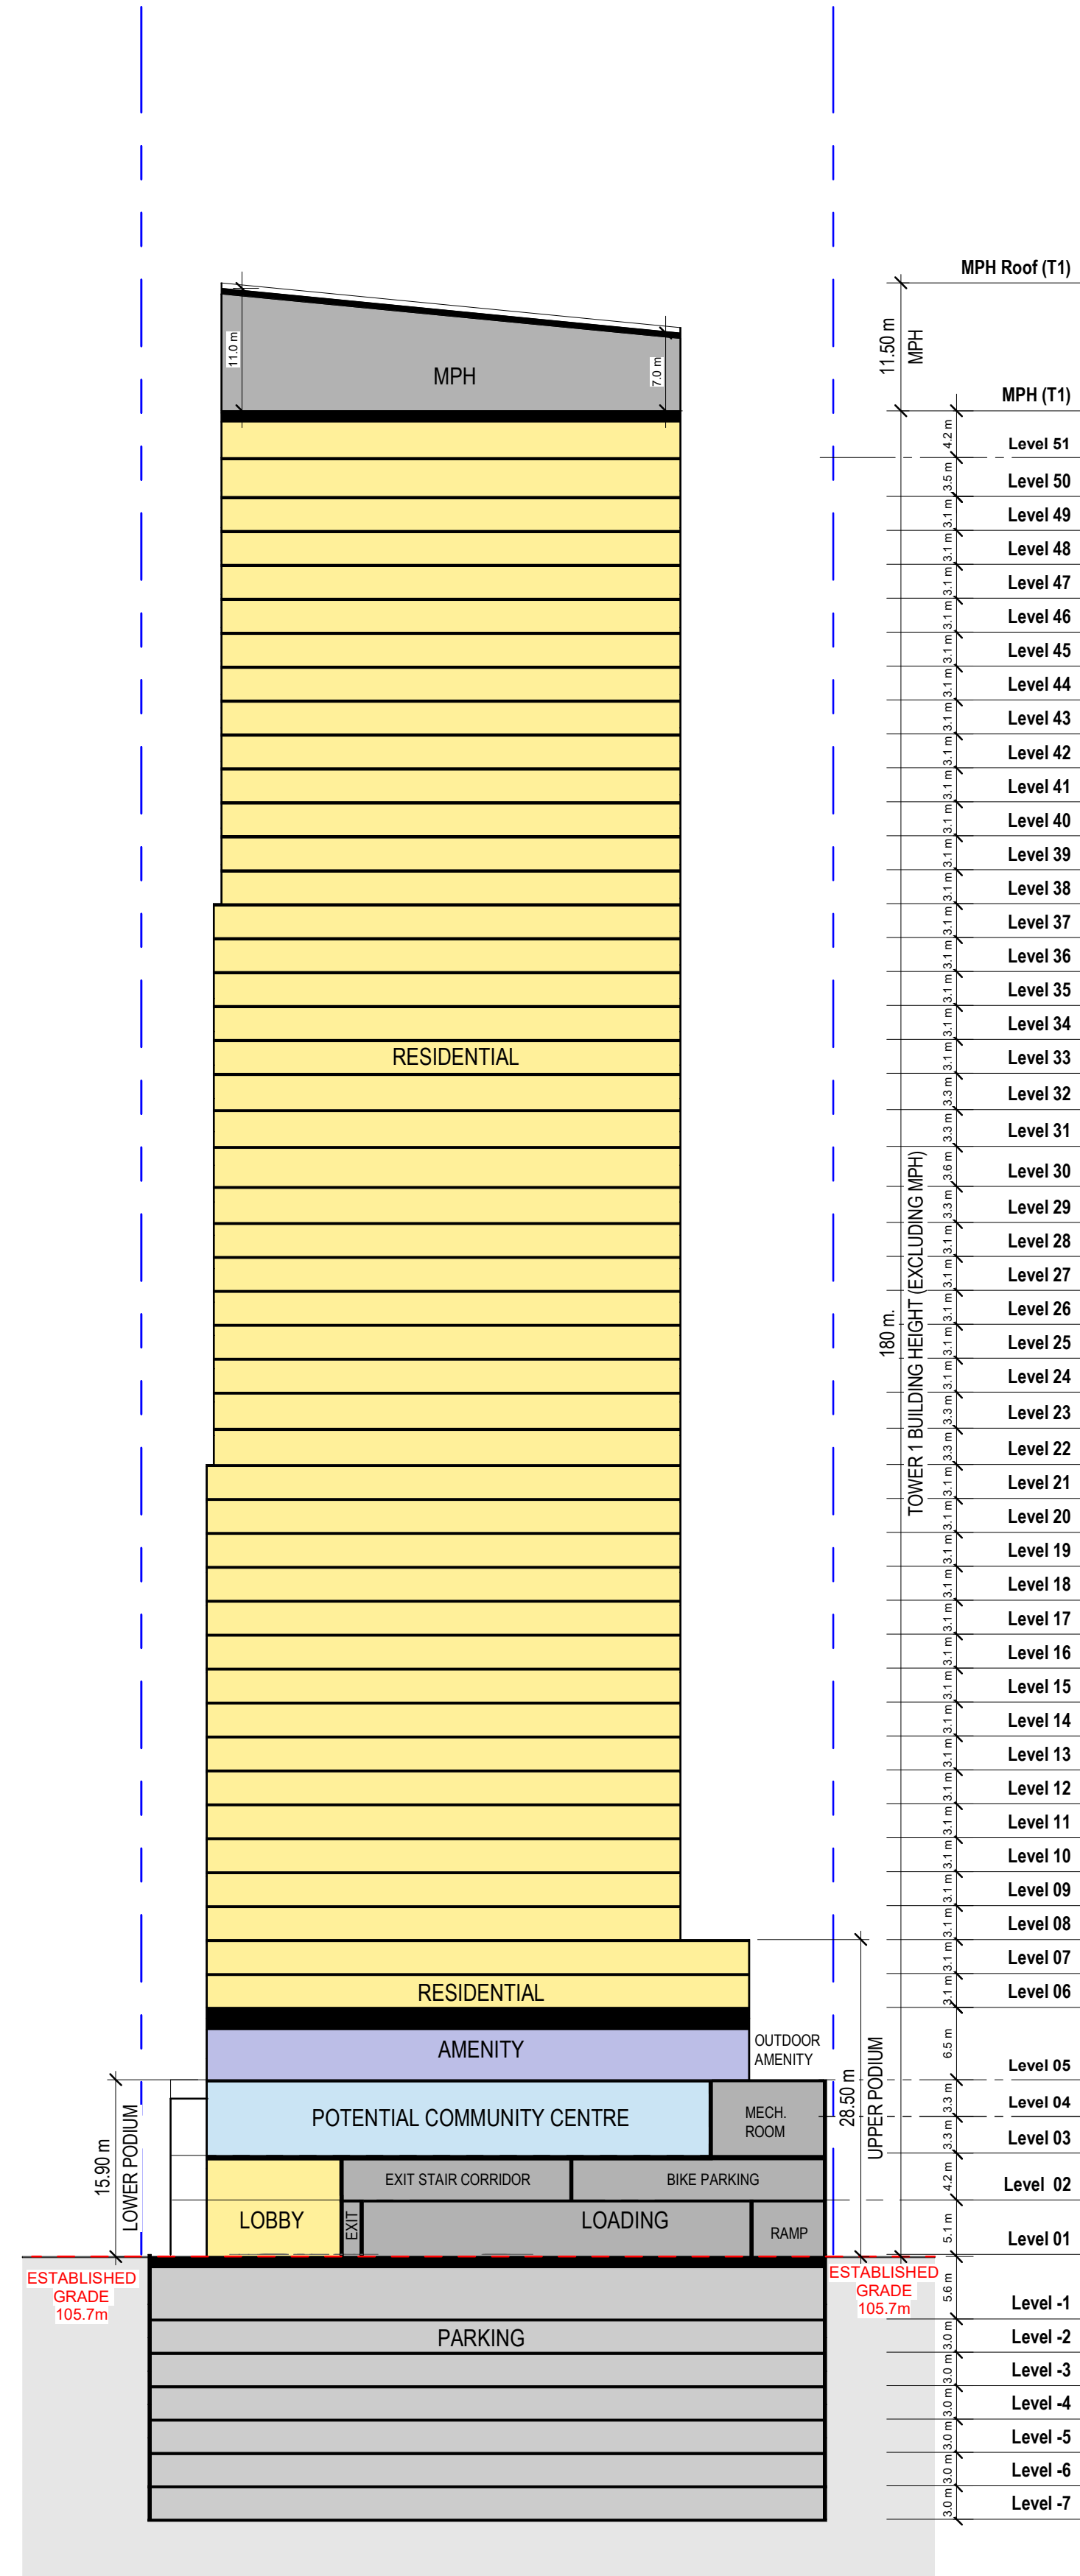 MPH Roof (T1)
11.50 m
MPH
11.0 m
7.0 m
MPH
MPH (T1)
4.2 m
Level 51
3.5 m
Level 50
3.1 m
Level 49
3.1 m
Level 48
3.1 m
Level 47
3.1 m
Level 46
3.1 m
Level 45
3.1 m
Level 44
3.1 m
Level 43
3.1 m
Level 42
3.1 m
Level 41
3.1 m
Level 40
3.1 m
Level 39
3.1 m
Level 38
3.1 m
Level 37
3.1 m
Level 36
3.1 m
Level 35
3.1 m
Level 34
RESIDENTIAL
3.1 m
Level 33
3.3 m
Level 32
3.3 m
Level 31
3.6 m
Level 30
3.3 m
Level 29
3.1 m
Level 28
3.1 m
Level 27
3.1 m
Level 26
180 m.
TOWER 1 BUILDING HEIGHT (EXCLUDING MPH)
3.1 m
Level 25
3.1 m
Level 24
3.3 m
Level 23
3.3 m
Level 22
3.1 m
Level 21
3.1 m
Level 20
3.1 m
Level 19
3.1 m
Level 18
3.1 m
Level 17
3.1 m
Level 16
3.1 m
Level 15
3.1 m
Level 14
3.1 m
Level 13
3.1 m
Level 12
3.1 m
Level 11
3.1 m
Level 10
3.1 m
Level 09
3.1 m
Level 08
3.1 m
Level 07
RESIDENTIAL
3.1 m
Level 06
AMENITY
OUTDOOR
AMENITY
28.50 m
UPPER PODIUM
6.5 m
Level 05
15.90 m
LOWER PODIUM
POTENTIAL COMMUNITY CENTRE
MECH.
ROOM
3.3 m
Level 04
3.3 m
Level 03
EXIT STAIR CORRIDOR
BIKE PARKING
4.2 m
Level 02
LOBBY
EXIT
LOADING
RAMP
5.1 m
Level 01
ESTABLISHED
GRADE
105.7m
ESTABLISHED
GRADE
105.7m
5.6 m
Level -1
PARKING
3.0 m
Level -2
3.0 m
Level -3
3.0 m
Level -4
3.0 m
Level -5
3.0 m
Level -6
3.0 m
Level -7